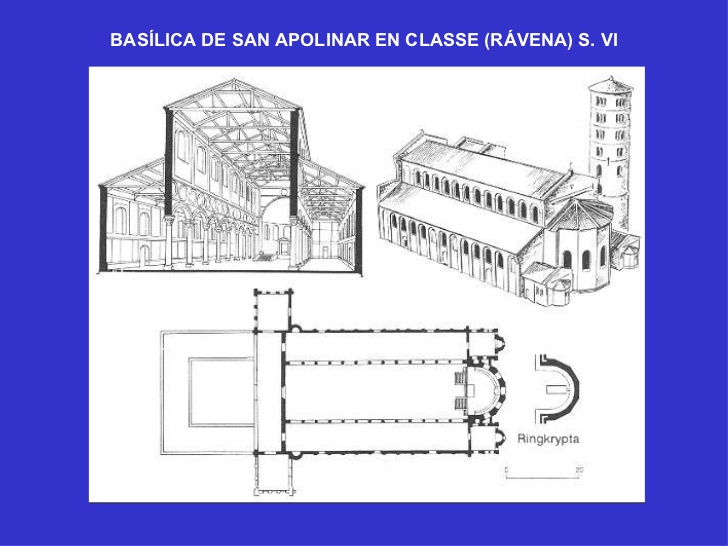 BASÍLICA DE SAN APOLINAR EN CLASSE (RÁVENA) S. VI
Ringkrypta
0 20